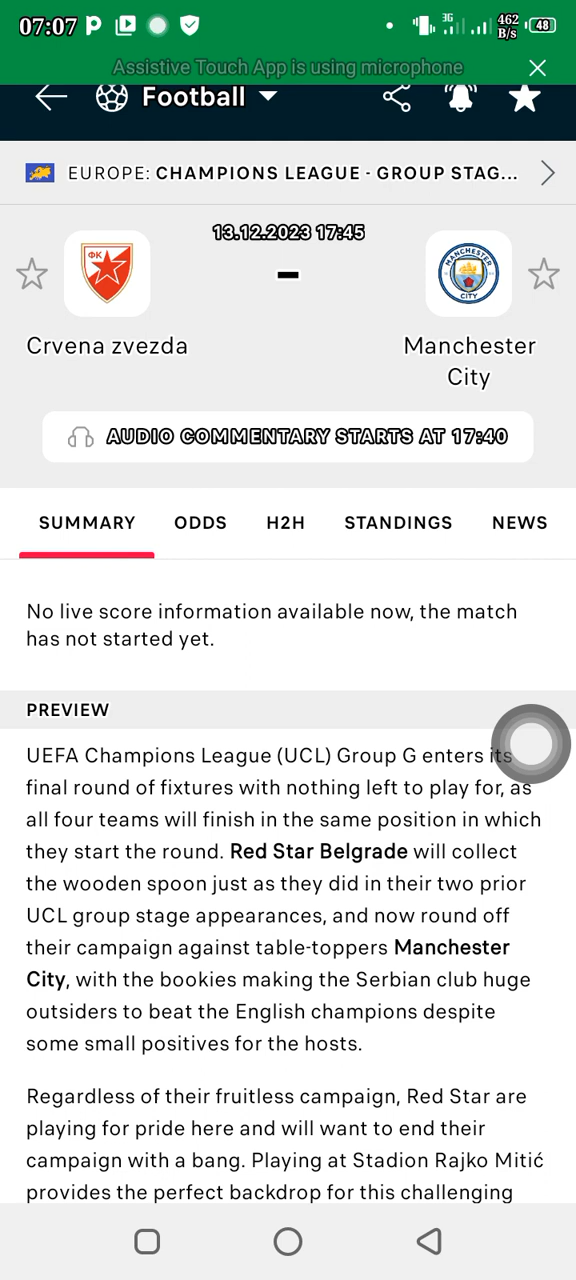 07:07
3G
462
B/s
48
Assistive Touch App is using microphone
Football
EUROPE: CHAMPIONS LEAGUE - GROUP STAG...
13.12.2023 17:45
ФК
MANCHESTER
CITY
-
Crvena zvezda
Manchester
City
AUDIO COMMENTARY STARTS AT 17:40
SUMMARY ODDS H2H STANDINGS NEWS
No live score information available now, the match
has not started yet.
PREVIEW
UEFA Champions League (UCL) Group G enters its
final round of fixtures with nothing left to play for, as
all four teams will finish in the same position in which
they start the round. Red Star Belgrade will collect
the wooden spoon just as they did in their two prior
UCL group stage appearances, and now round off
their campaign against table-toppers Manchester
City, with the bookies making the Serbian club huge
outsiders to beat the English champions despite
some small positives for the hosts.
Regardless of their fruitless campaign, Red Star are
playing for pride here and will want to end their
campaign with a bang. Playing at Stadion Rajko Mitić
provides the perfect backdrop for this challenging